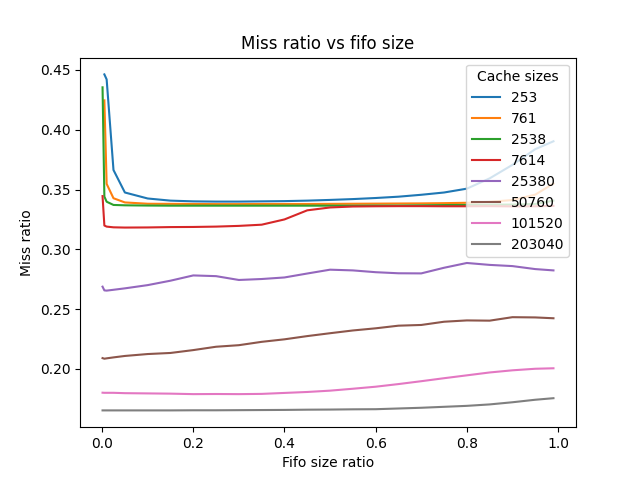 Miss ratio vs fifo size
Miss ratio
0.45
0.40
0.35
0.30
0.25
0.20
Cache sizes
253
761
2538
7614
25380
50760
101520
203040
0.0 0.2 0.4 0.6 0.8 1.0
Fifo size ratio